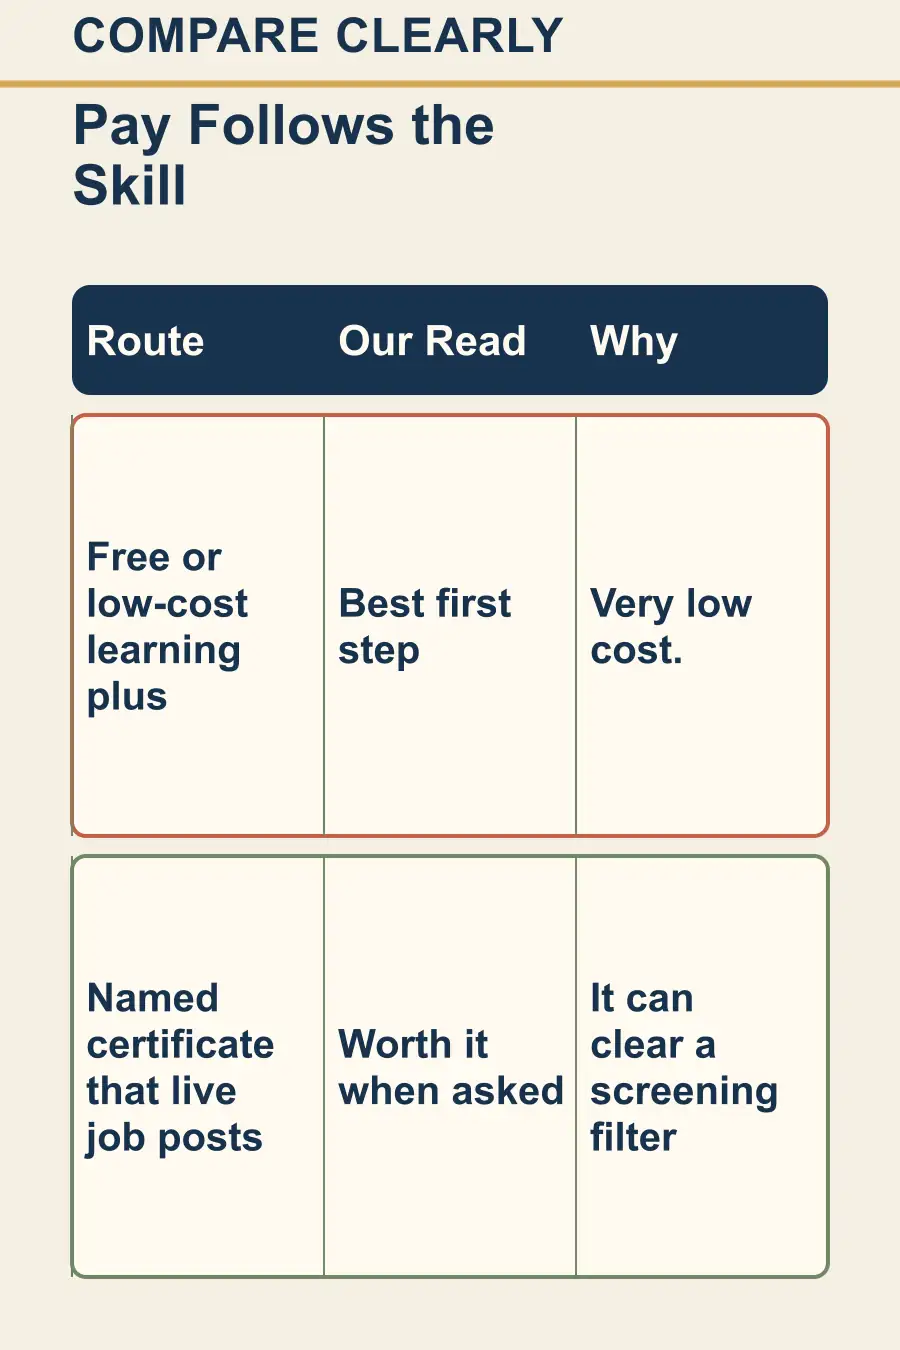 COMPARE CLEARLY
Pay Follows the
Skill
Route
Our Read
Why
Free or
low-cost
learning
plus
Best first
step
Very low
cost.
Named
certificate
that live
job posts
Worth it
when asked
It can
clear a
screening
filter